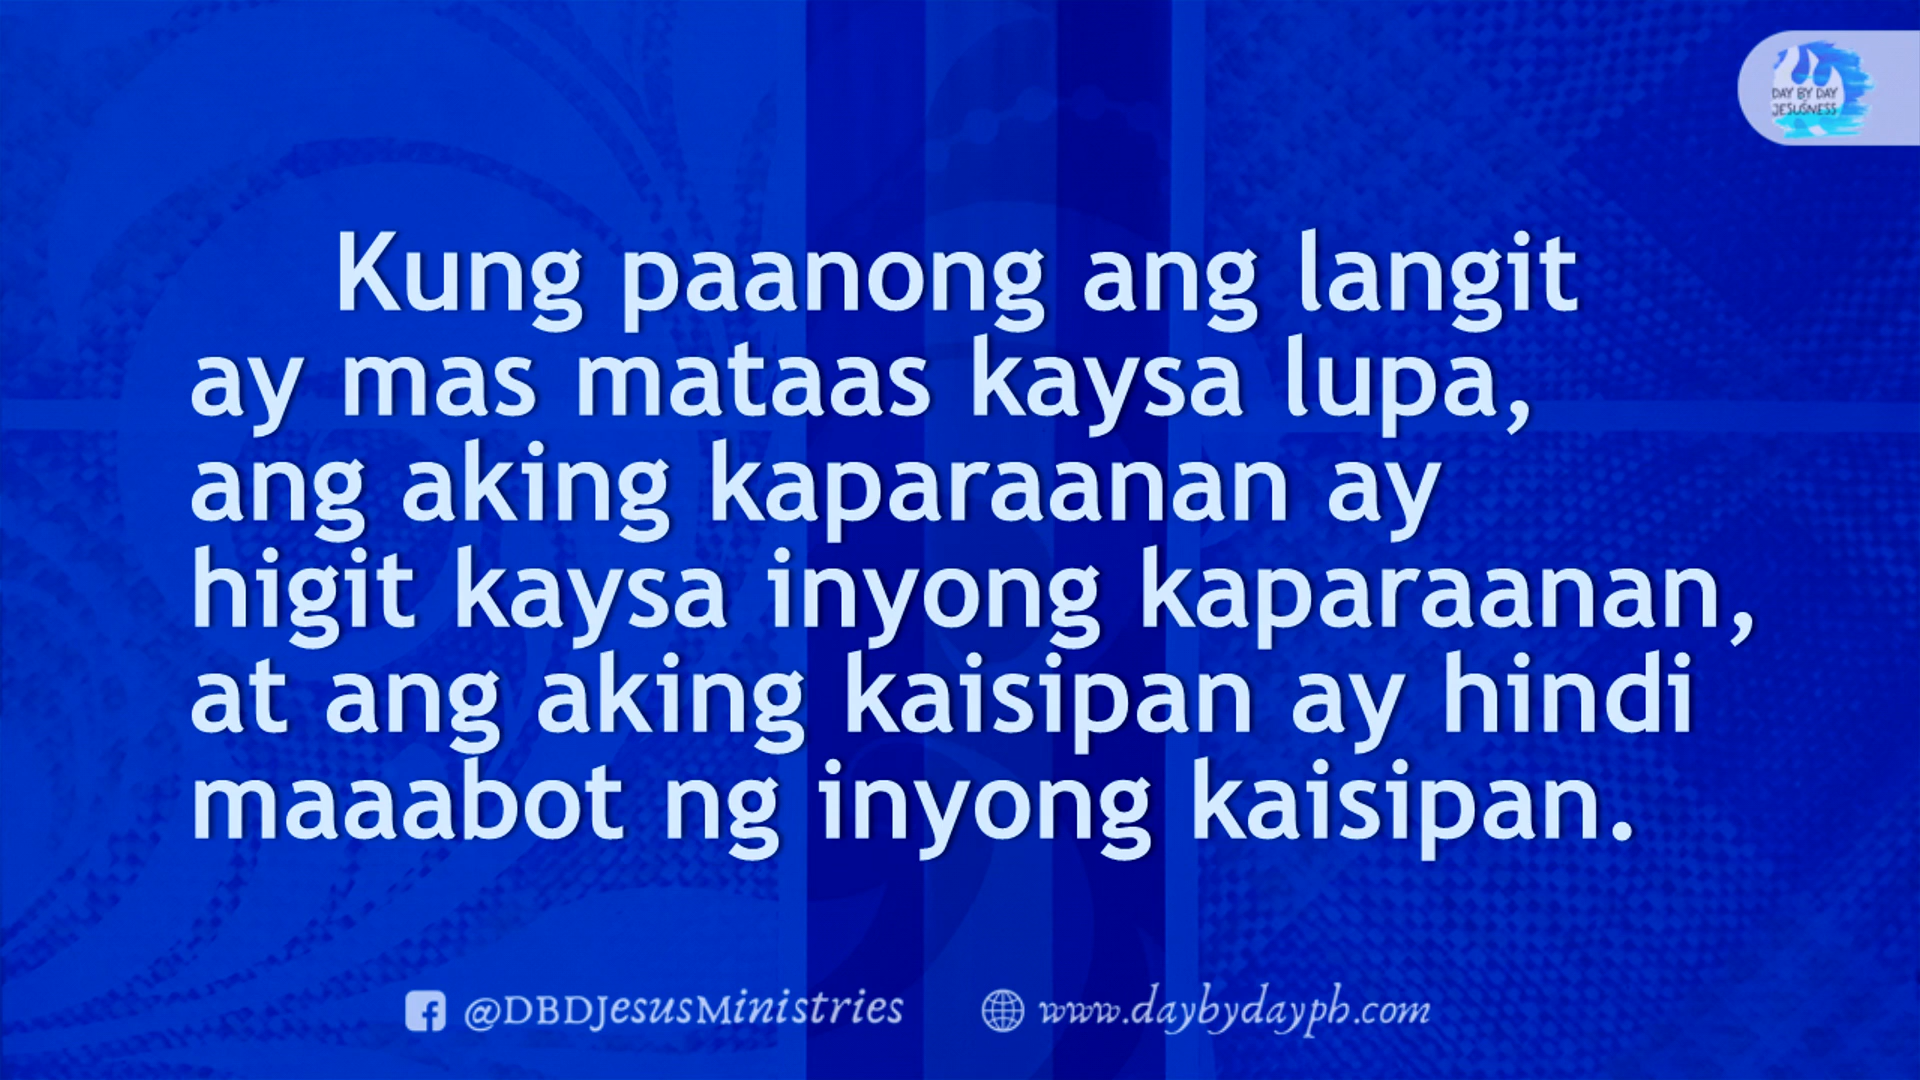 DAY BY DAY
JESUSNESS
Kung paanong ang langit
ay mas mataas kaysa lupa,
ang aking kaparaanan ay
higit kaysa inyong kaparaanan,
at ang aking kaisipan ay hindi
maaabot ng inyong kaisipan.
@DBDJesusMinistries
www.daybydayph.com